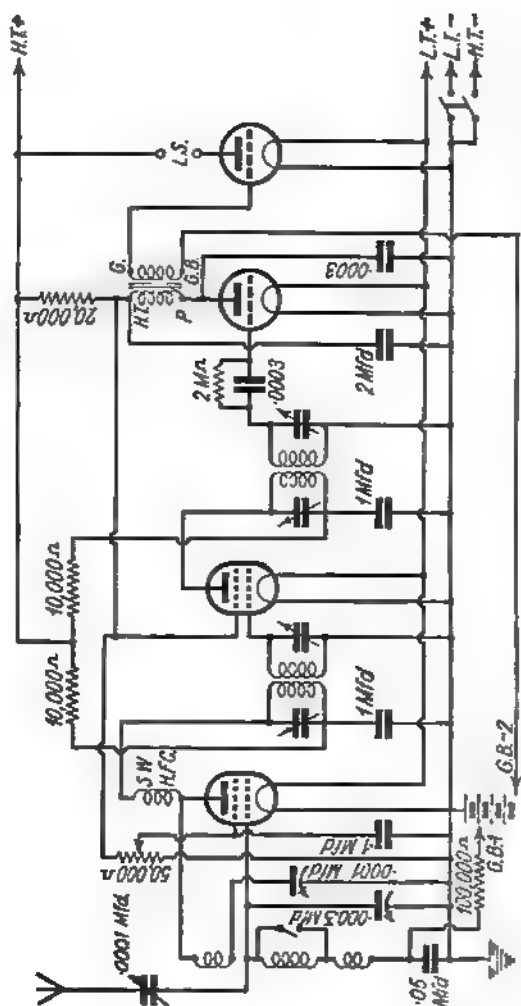 H.T.+
L.T.+
L.T.-
H.T.-
L.S.
G.
G.B.
H.T.
P
20,000Ω
.0003
2 MΩ
.0003
2 Mfd
10,000Ω
10,000Ω
1 Mfd
1 Mfd
S.W.
H.F.C.
50,000Ω
.1 Mfd
.0001 Mfd
.0003 Mfd
.0001 Mfd.
100,000Ω
G.B-1
G.B.-2
.05
Mfd